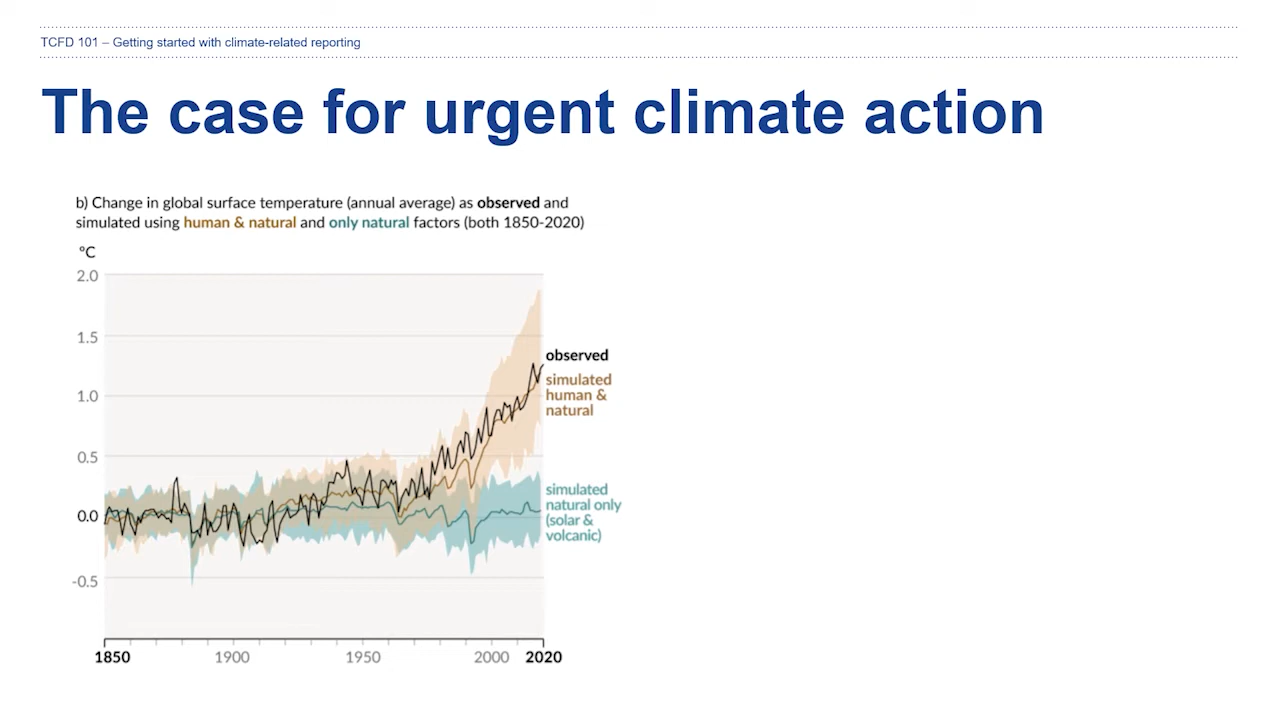 TCFD 101 – Getting started with climate-related reporting
The case for urgent climate action
b) Change in global surface temperature (annual average) as observed and
simulated using human & natural and only natural factors (both 1850-2020)
ºC
2.0
1.5
1.0
0.5
0.0
-0.5
observed
simulated
human &
natural
simulated
natural only
(solar &
volcanic)
1850 1900 1950 2000 2020